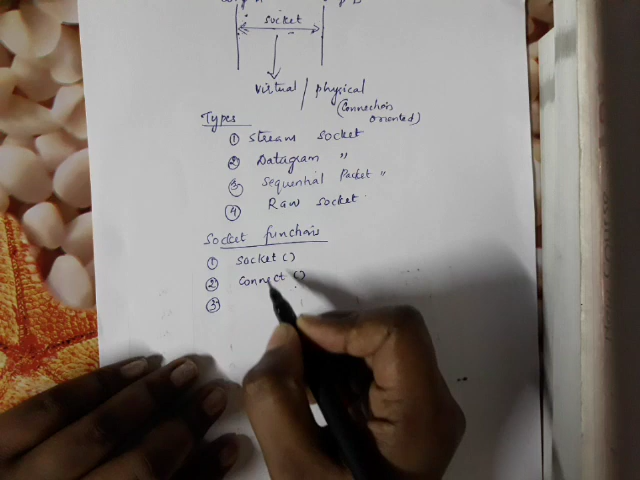 socket
virtual / physical
(Connection
oriented)
Types
① Stream socket
② Datagram "
③ Sequential Packet "
④ Raw socket
Socket functions
① Socket ()
② Connect ()
③